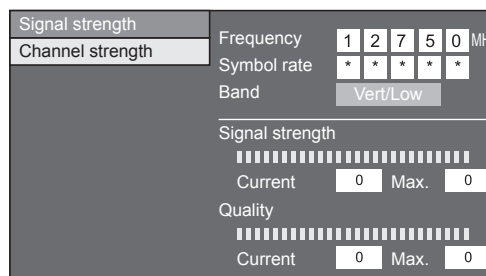 Signal strength
Channel strength
Frequency 1 2 7 5 0 MH
Symbol rate * * * * *
Band Vert/Low
Signal strength
Current 0 Max. 0
Quality
Current 0 Max. 0